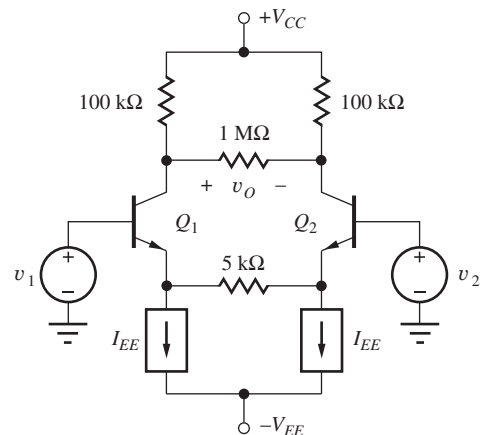 +V_CC
100 kΩ
100 kΩ
1 MΩ
+ v_O −
Q_1
Q_2
v_1
+
−
5 kΩ
+
−
v_2
I_EE
I_EE
−V_EE